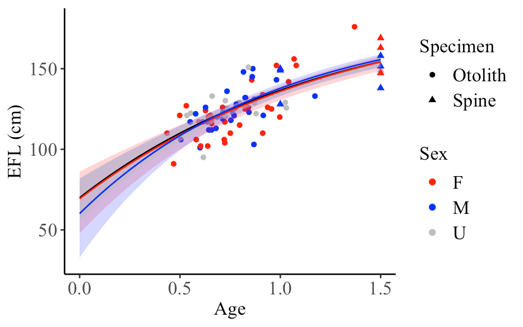 EFL (cm)
150
100
50
0.0 0.5 1.0 1.5
Age
Specimen
Otolith
Spine
Sex
F
M
U